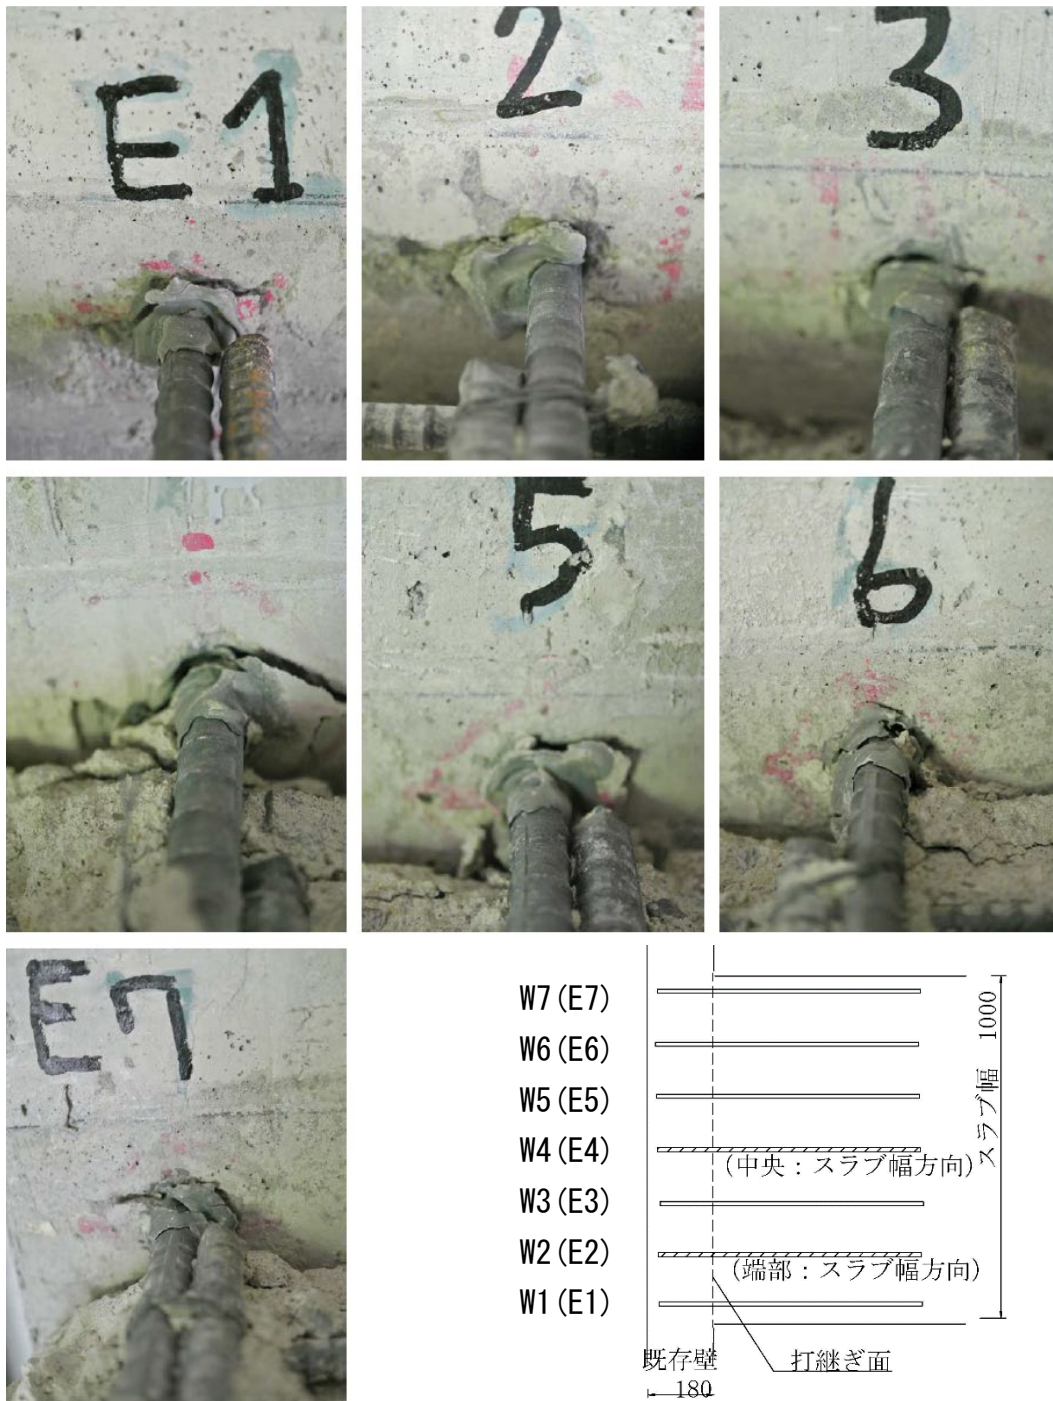 E1
2
3
5
6
E7
W7(E7)
W6(E6)
W5(E5)
W4(E4)
(中央：スラブ幅方向)
W3(E3)
W2(E2)
(端部：スラブ幅方向)
W1(E1)
スラブ幅 1000
既存壁
打継ぎ面
180